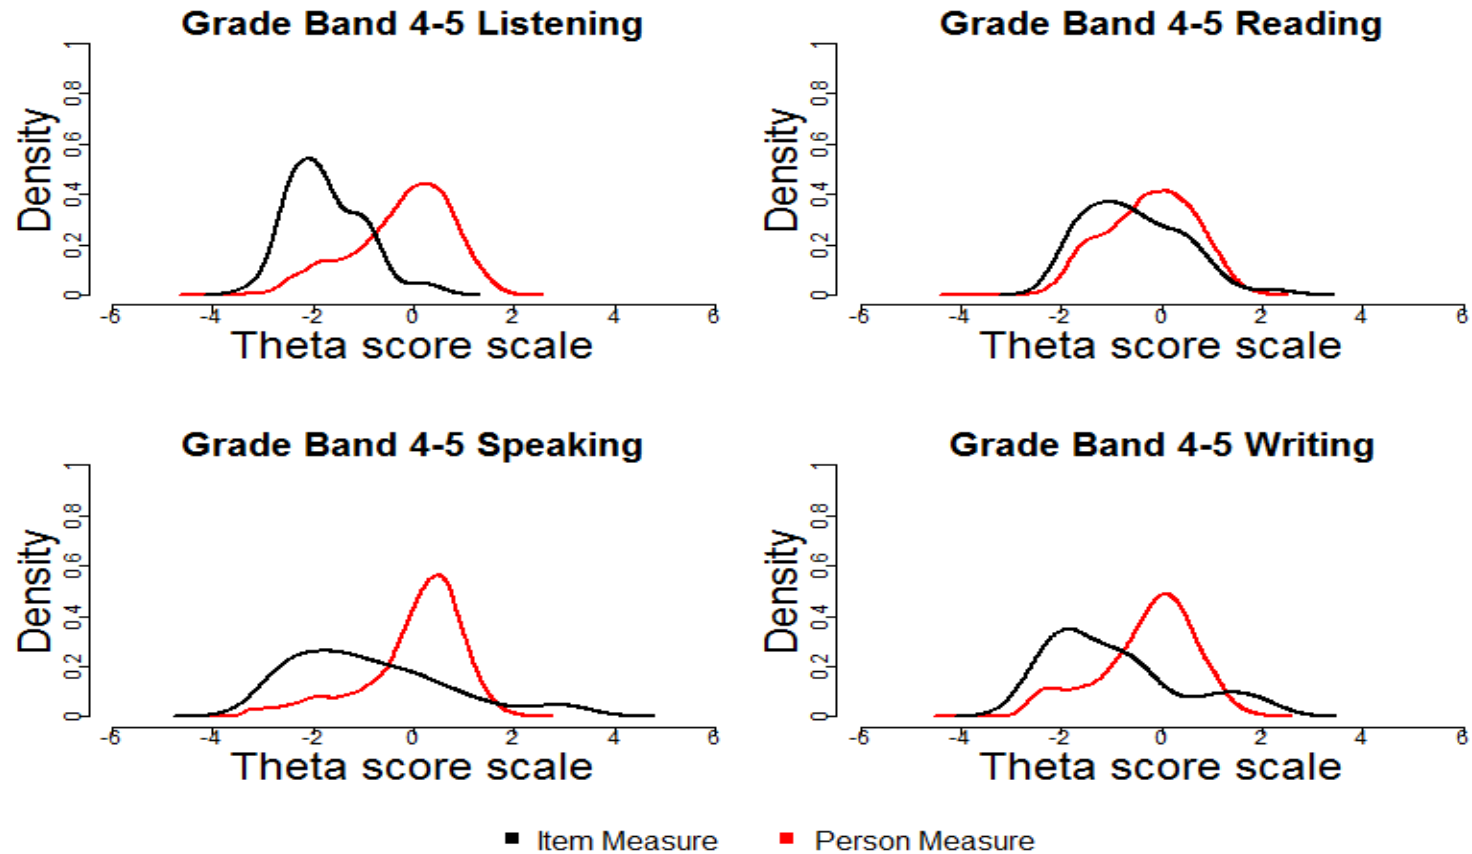 Grade Band 4-5 Listening
Density
0 0.2 0.4 0.6 0.8 1
-6 -4 -2 0 2 4 6
Theta score scale
Grade Band 4-5 Reading
Density
0 0.2 0.4 0.6 0.8 1
-6 -4 -2 0 2 4 6
Theta score scale
Grade Band 4-5 Speaking
Density
0 0.2 0.4 0.6 0.8 1
-6 -4 -2 0 2 4 6
Theta score scale
Grade Band 4-5 Writing
Density
0 0.2 0.4 0.6 0.8 1
-6 -4 -2 0 2 4 6
Theta score scale
Item Measure Person Measure